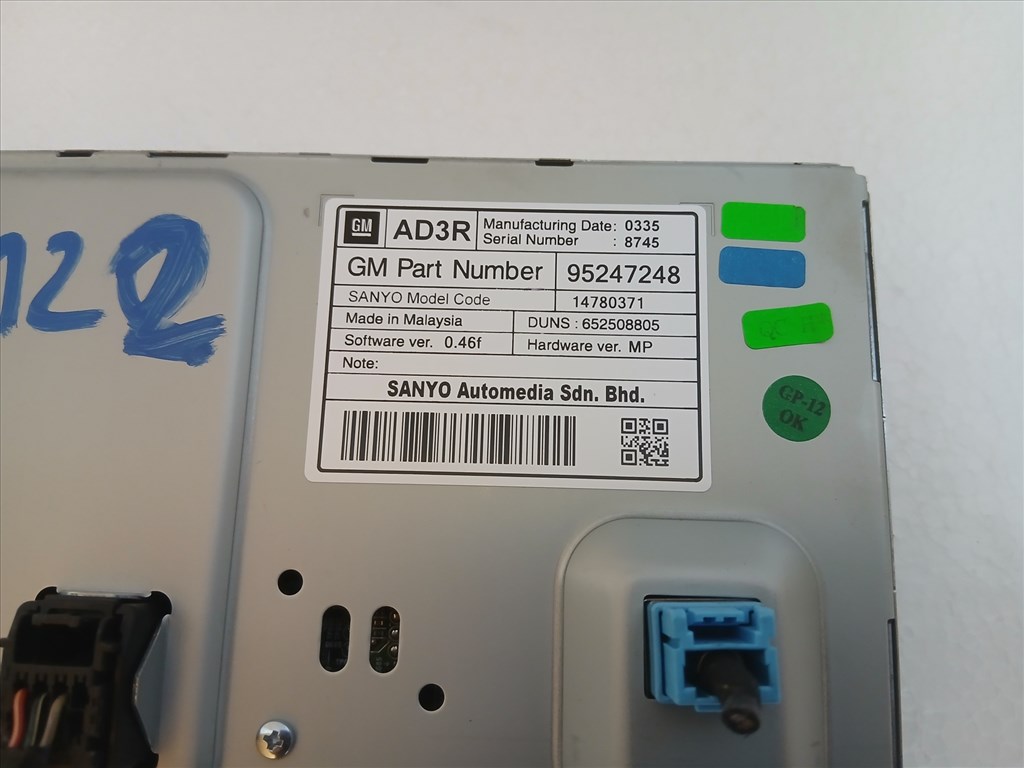 GM AD3R Manufacturing Date: 0335
Serial Number : 8745
GM Part Number 95247248
SANYO Model Code 14780371
Made in Malaysia DUNS : 652508805
Software ver. 0.46f Hardware ver. MP
Note:
SANYO Automedia Sdn. Bhd.
GP-12
OK
122